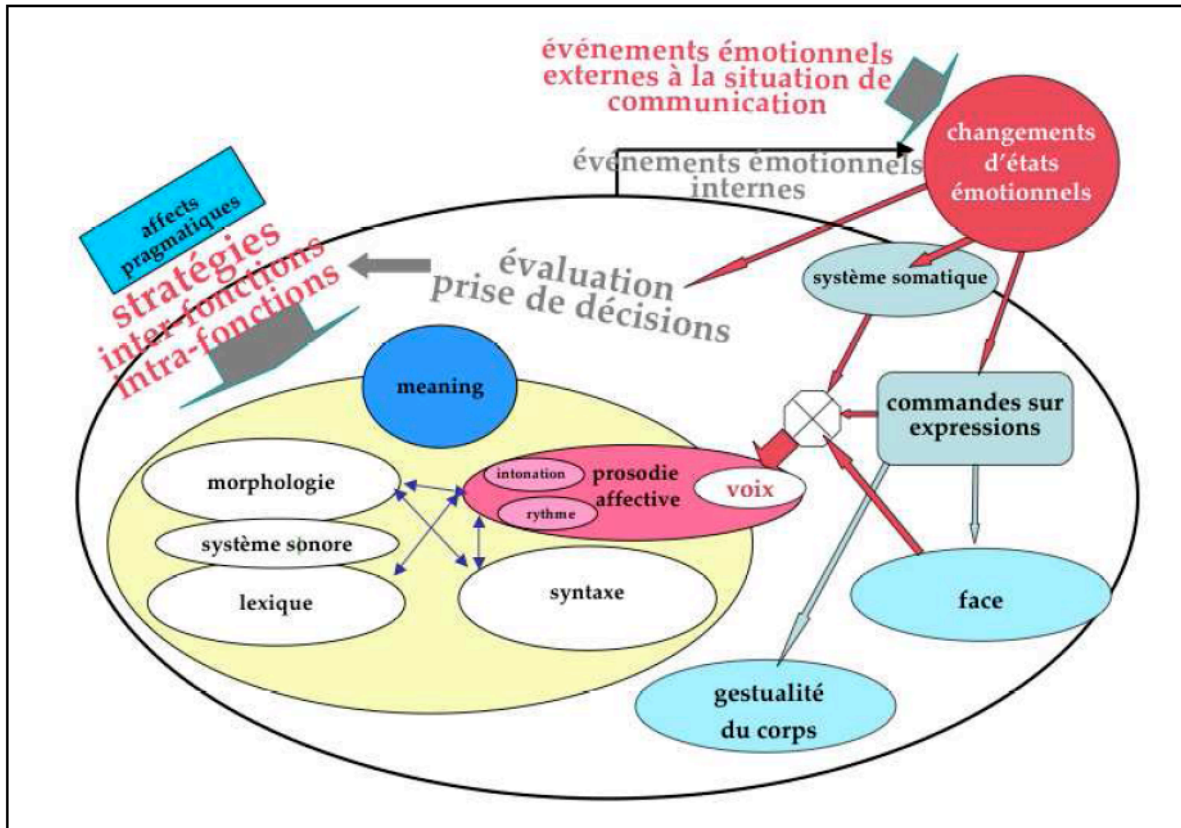 événements émotionnels
externes à la situation de
communication
changements
d'états
émotionnels
événements émotionnels
internes
affects
pragmatiques
stratégies
inter-fonctions
intra-fonctions
évaluation
prise de décisions
système somatique
meaning
commandes sur
expressions
morphologie
système sonore
lexique
intonation
rythme
prosodie
affective
voix
syntaxe
face
gestualité
du corps